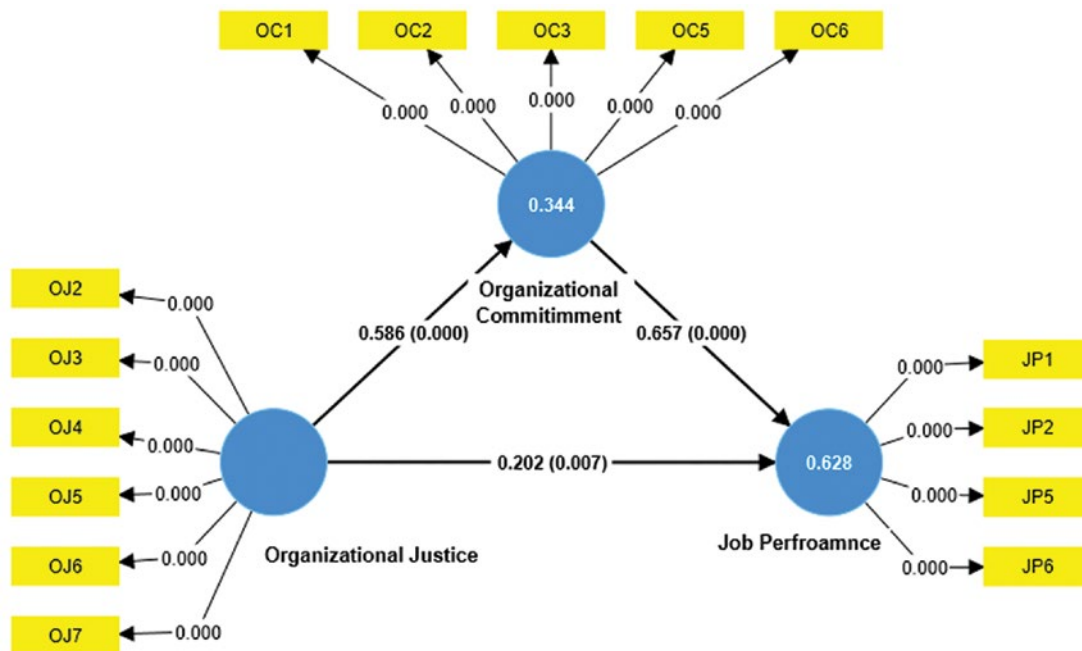 OC1 OC2 OC3 OC5 OC6
0.000 0.000 0.000 0.000 0.000
0.344
Organizational
Commitimment
OJ2 0.000
OJ3 0.000
OJ4 0.000
OJ5 0.000
OJ6 0.000
OJ7 0.000
0.586 (0.000)
0.657 (0.000)
0.202 (0.007)
Organizational Justice
0.628
Job Perfroamnce
0.000 JP1
0.000 JP2
0.000 JP5
0.000 JP6